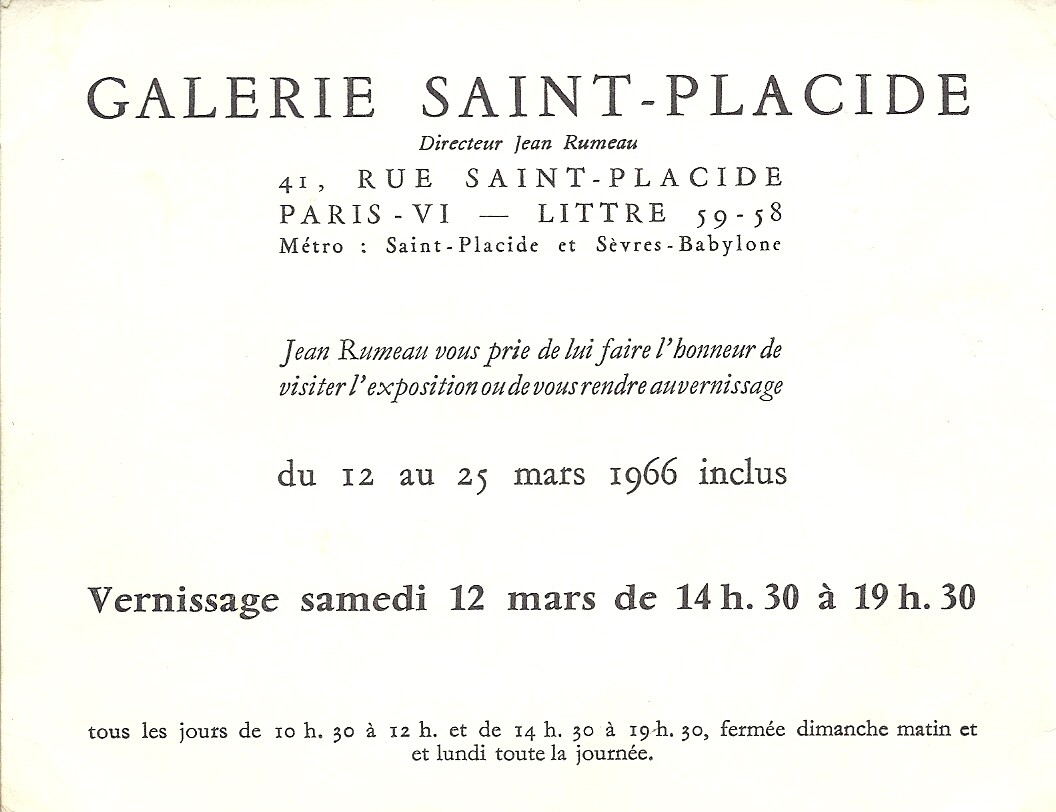 GALERIE SAINT-PLACIDE
Directeur Jean Rumeau
41, RUE SAINT-PLACIDE
PARIS-VI — LITTRE 59-58
Métro : Saint-Placide et Sèvres-Babylone
Jean Rumeau vous prie de lui faire l'honneur de
visiter l'exposition ou de vous rendre au vernissage
du 12 au 25 mars 1966 inclus
Vernissage samedi 12 mars de 14 h. 30 à 19 h. 30
tous les jours de 10 h. 30 à 12 h. et de 14 h. 30 à 19 h. 30, fermée dimanche matin et
et lundi toute la journée.